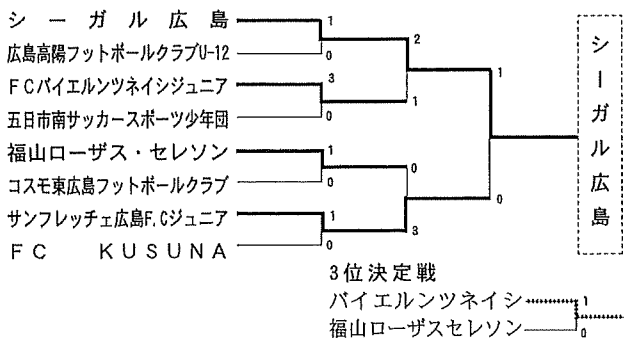 シーガル広島
1
広島高陽フットボールクラブU-12
0
2
FCバイエルンツネイシジュニア
3
五日市南サッカースポーツ少年団
0
1
1
福山ローザス・セレソン
1
コスモ東広島フットボールクラブ
0
0
サンフレッチェ広島F.Cジュニア
1
FC KUSUNA
0
3
0
シーガル広島
3位決定戦
バイエルンツネイシ
1
福山ローザスセレソン
0